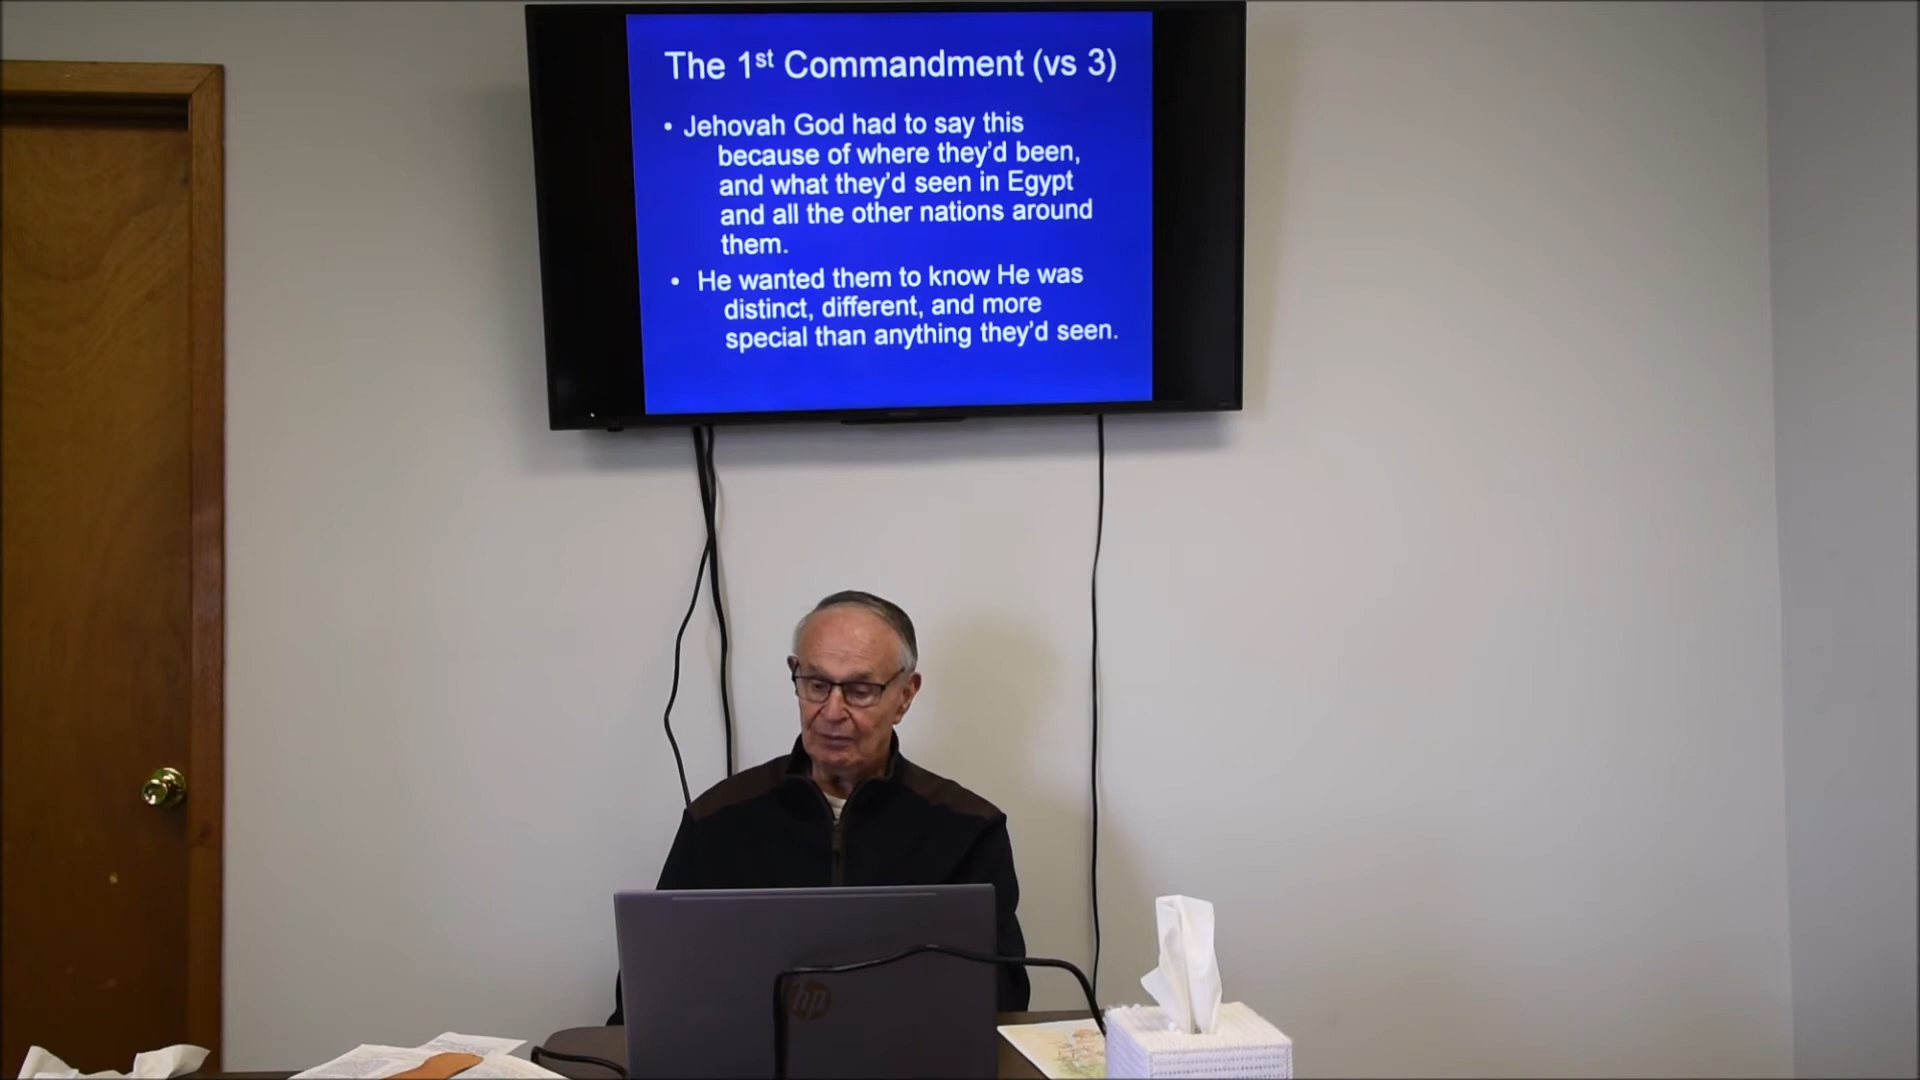 The 1st Commandment (vs 3)
• Jehovah God had to say this
because of where they'd been,
and what they'd seen in Egypt
and all the other nations around
them.
• He wanted them to know He was
distinct, different, and more
special than anything they'd seen.
hp